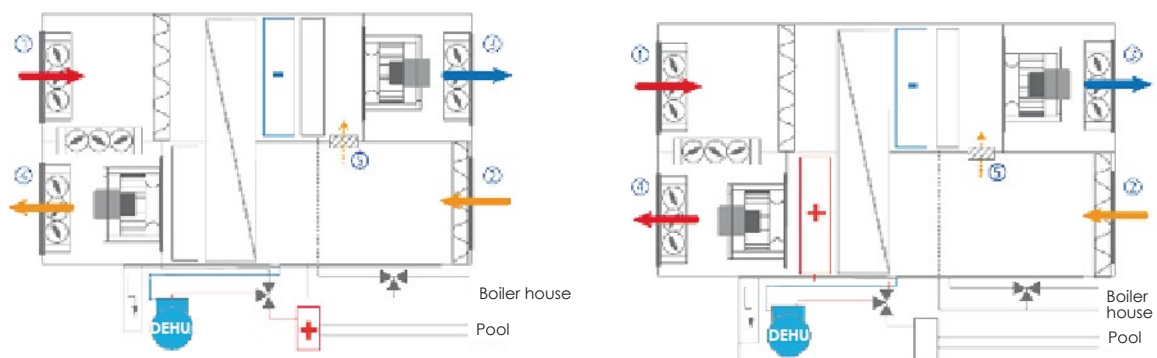 ①
③
④
②
⑤
Boiler house
DEHU
Pool
①
③
④
②
⑤
Boiler
house
DEHU
Pool